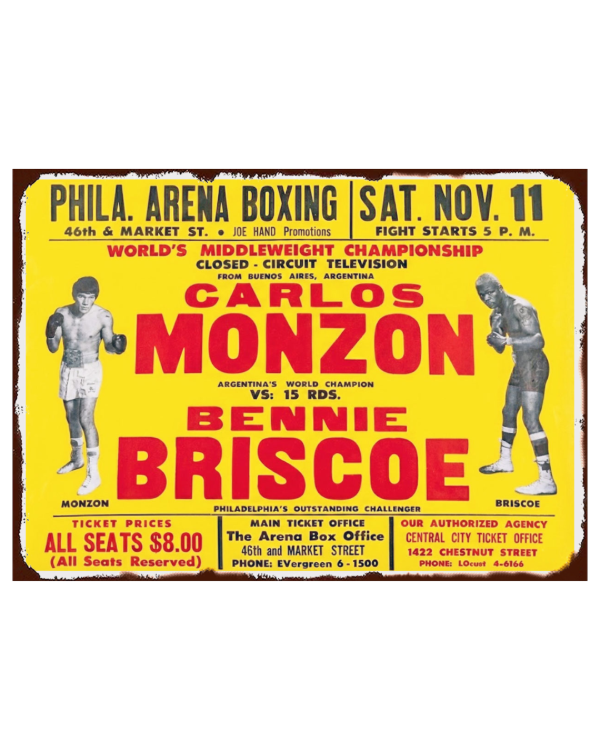 PHILA. ARENA BOXING
46th & MARKET ST. • JOE HAND Promotions
SAT. NOV. 11
FIGHT STARTS 5 P. M.
WORLD'S MIDDLEWEIGHT CHAMPIONSHIP
CLOSED - CIRCUIT TELEVISION
FROM BUENOS AIRES, ARGENTINA
CARLOS
MONZON
ARGENTINA'S WORLD CHAMPION
VS: 15 RDS.
BENNIE
BRISCOE
PHILADELPHIA'S OUTSTANDING CHALLENGER
MONZON
BRISCOE
TICKET PRICES
ALL SEATS $8.00
(All Seats Reserved)
MAIN TICKET OFFICE
The Arena Box Office
46th and MARKET STREET
PHONE: EVergreen 6-1500
OUR AUTHORIZED AGENCY
CENTRAL CITY TICKET OFFICE
1422 CHESTNUT STREET
PHONE: LOcust 4-6166